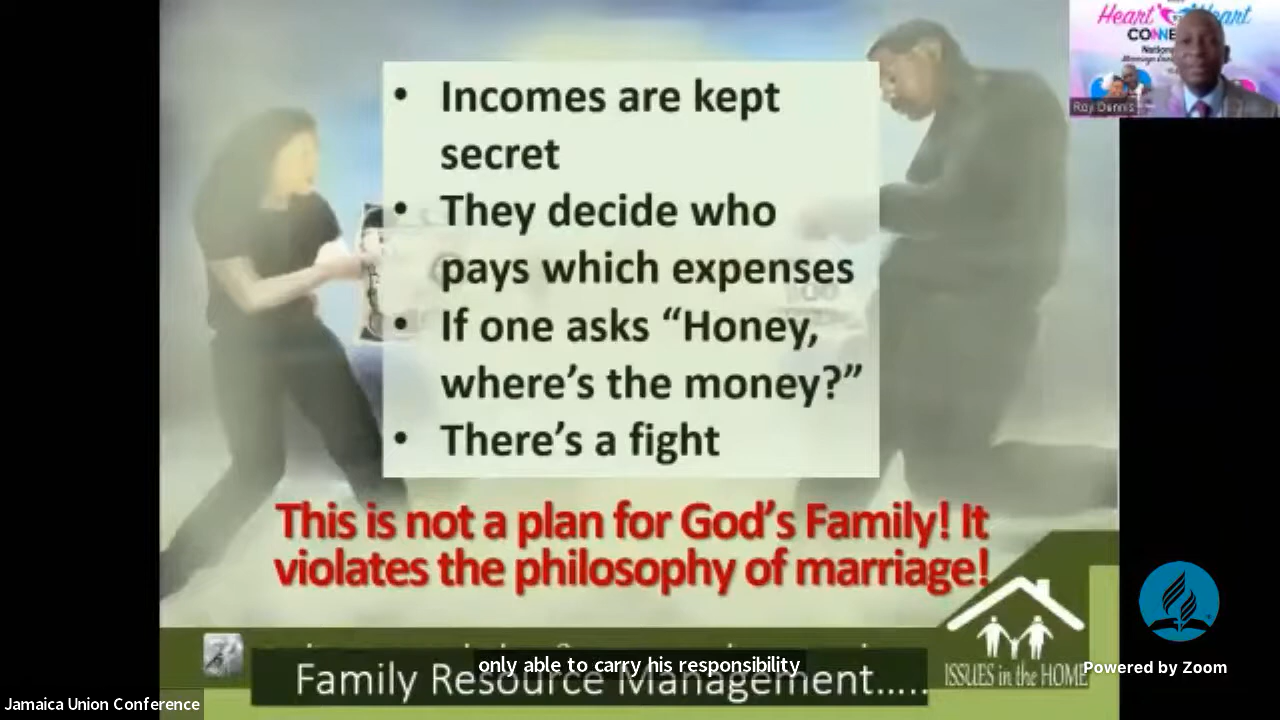 Heart Heart
Roy Dennis
• Incomes are kept
secret
• They decide who
pays which expenses
• If one asks “Honey,
where’s the money?”
• There’s a fight
This is not a plan for God’s Family! It
violates the philosophy of marriage!
only able to carry his responsibility
Family Resource Management.....
ISSUES in the HOME
Powered by Zoom
Jamaica Union Conference